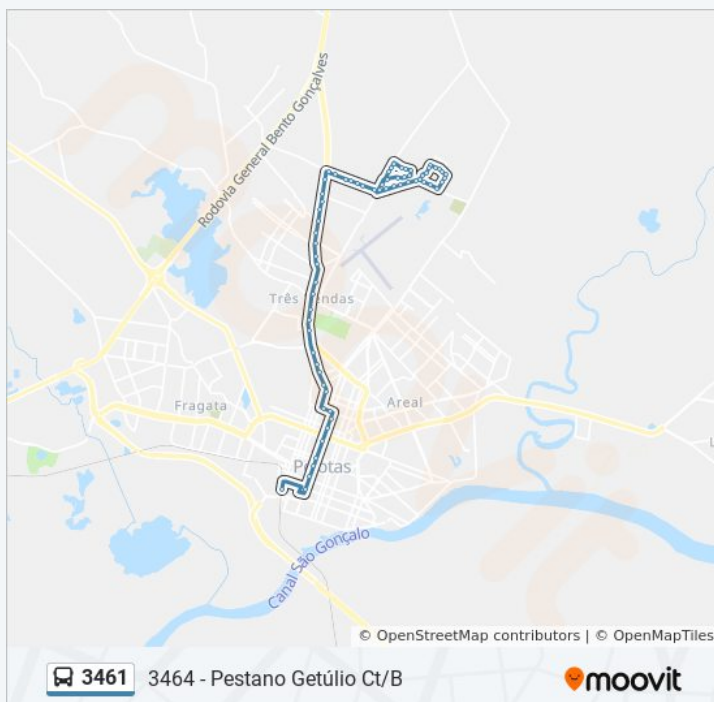 Rodovia General Bento Gonçalves
Três Vendas
Areal
Fragata
L
Pelotas
Canal São Gonçalo
© OpenStreetMap contributors | © OpenMapTiles
3461 3464 - Pestano Getúlio Ct/B moovit